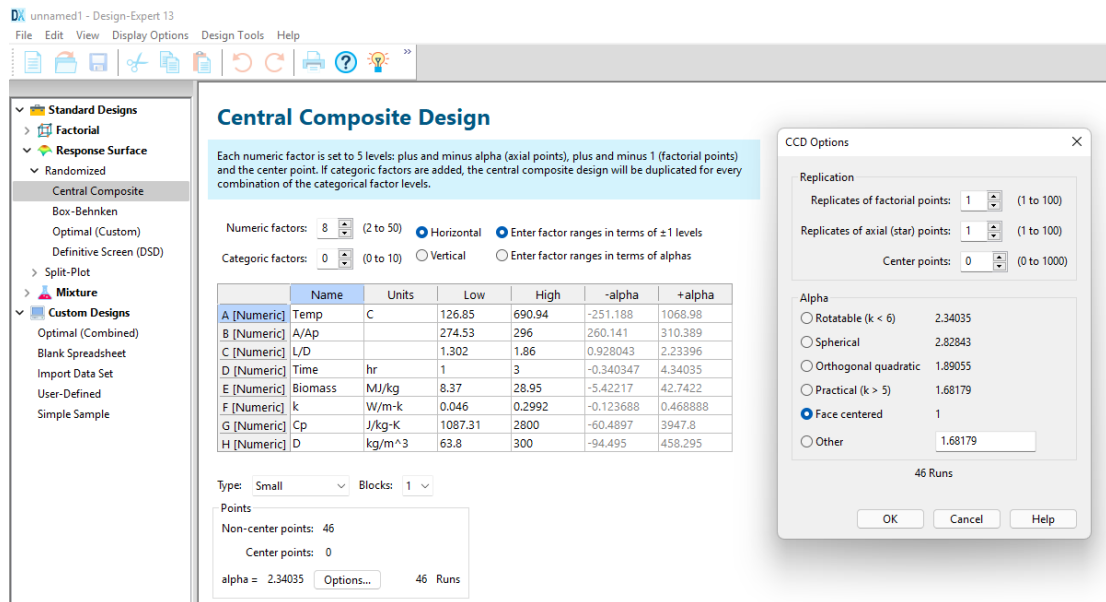 DX unnamed1 - Design-Expert 13
File Edit View Display Options Design Tools Help
»
Standard Designs
Factorial
Response Surface
Randomized
Central Composite
Box-Behnken
Optimal (Custom)
Definitive Screen (DSD)
Split-Plot
Mixture
Custom Designs
Optimal (Combined)
Blank Spreadsheet
Import Data Set
User-Defined
Simple Sample
Central Composite Design
Each numeric factor is set to 5 levels: plus and minus alpha (axial points), plus and minus 1 (factorial points)
and the center point. If categoric factors are added, the central composite design will be duplicated for every
combination of the categorical factor levels.
Numeric factors: 8 (2 to 50) Horizontal Enter factor ranges in terms of ±1 levels
Categoric factors: 0 (0 to 10) Vertical Enter factor ranges in terms of alphas
Name Units Low High -alpha +alpha
A [Numeric] Temp C 126.85 690.94 -251.188 1068.98
B [Numeric] A/Ap 274.53 296 260.141 310.389
C [Numeric] L/D 1.302 1.86 0.928043 2.23396
D [Numeric] Time hr 1 3 -0.340347 4.34035
E [Numeric] Biomass MJ/kg 8.37 28.95 -5.42217 42.7422
F [Numeric] k W/m-k 0.046 0.2992 -0.123688 0.468888
G [Numeric] Cp J/kg-K 1087.31 2800 -60.4897 3947.8
H [Numeric] D kg/m^3 63.8 300 -94.495 458.295
Type: Small Blocks: 1
Points
Non-center points: 46
Center points: 0
alpha = 2.34035 Options... 46 Runs
CCD Options
Replication
Replicates of factorial points: 1 (1 to 100)
Replicates of axial (star) points: 1 (1 to 100)
Center points: 0 (0 to 1000)
Alpha
Rotatable (k < 6) 2.34035
Spherical 2.82843
Orthogonal quadratic 1.89055
Practical (k > 5) 1.68179
Face centered 1
Other 1.68179
46 Runs
OK Cancel Help